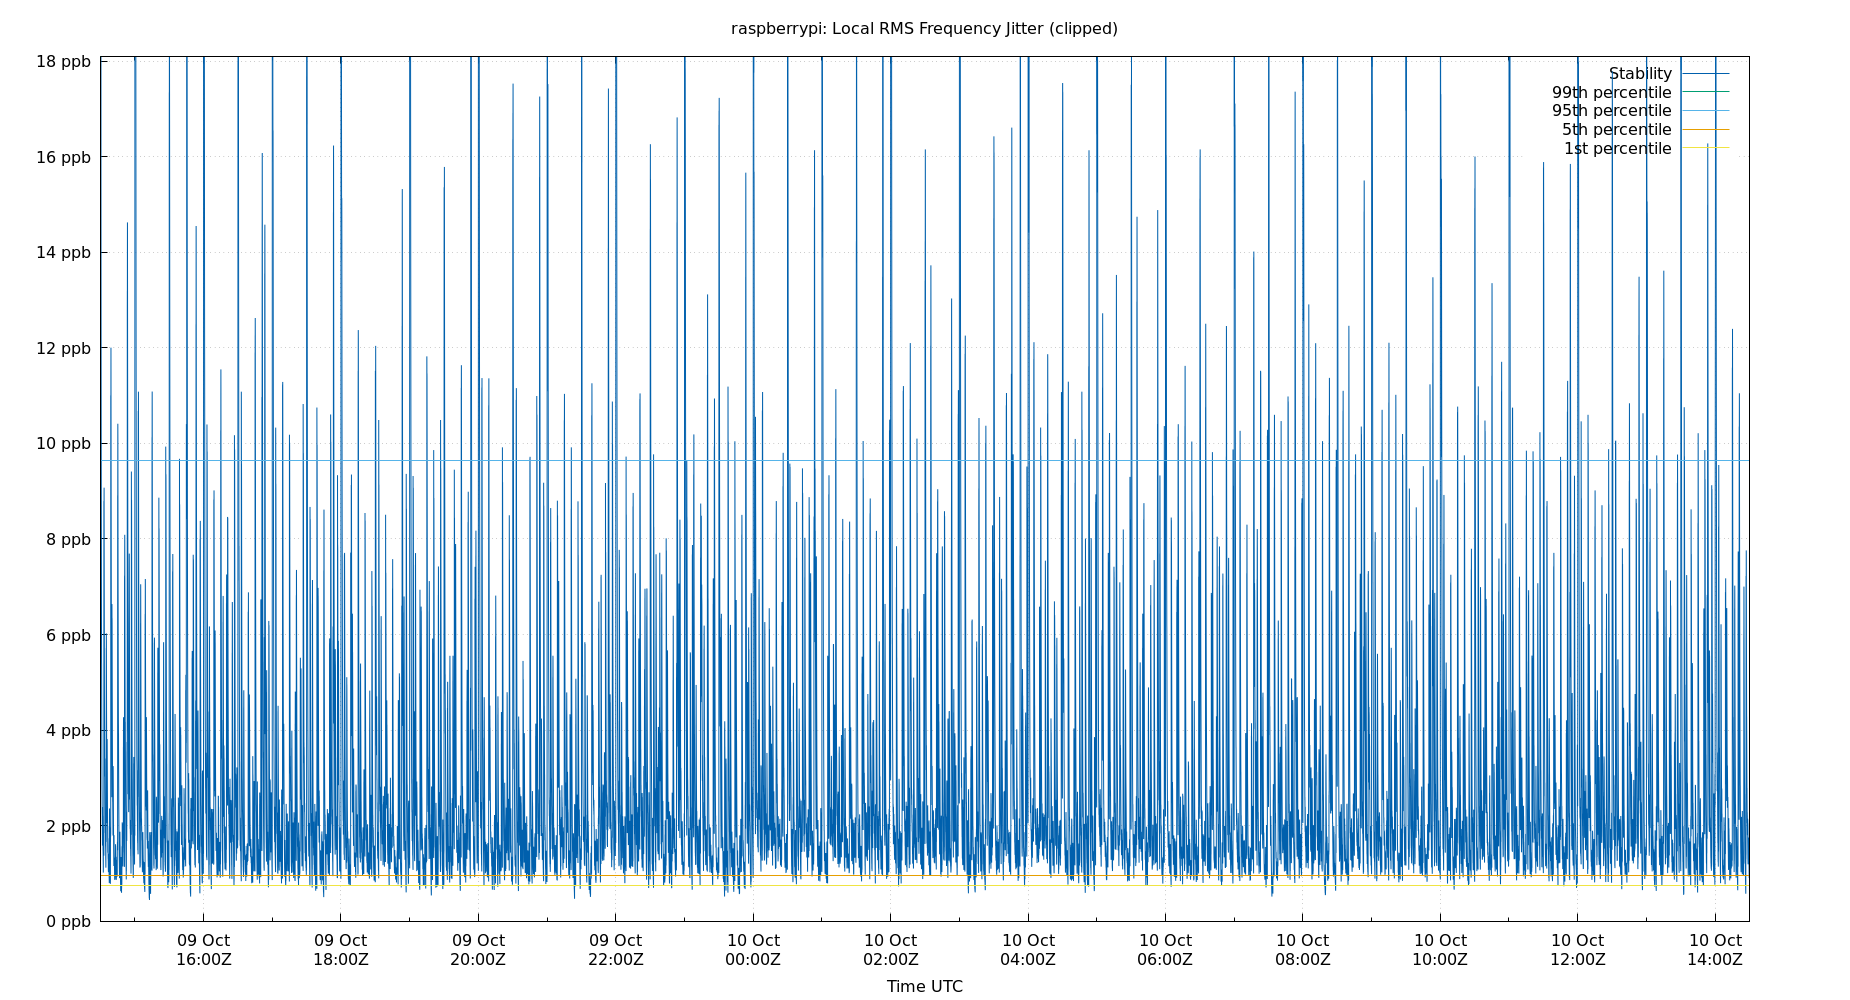 raspberrypi: Local RMS Frequency Jitter (clipped)
18 ppb
16 ppb
14 ppb
12 ppb
10 ppb
8 ppb
6 ppb
4 ppb
2 ppb
0 ppb
Stability
99th percentile
95th percentile
5th percentile
1st percentile
09 Oct 09 Oct 09 Oct 09 Oct 10 Oct 10 Oct 10 Oct 10 Oct 10 Oct 10 Oct 10 Oct 10 Oct
16:00Z 18:00Z 20:00Z 22:00Z 00:00Z 02:00Z 04:00Z 06:00Z 08:00Z 10:00Z 12:00Z 14:00Z
Time UTC